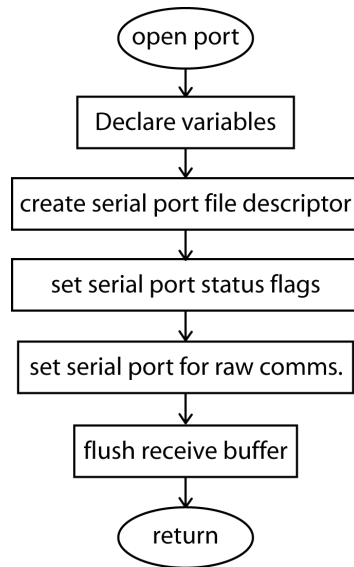 open port
Declare variables
create serial port file descriptor
set serial port status flags
set serial port for raw comms.
flush receive buffer
return